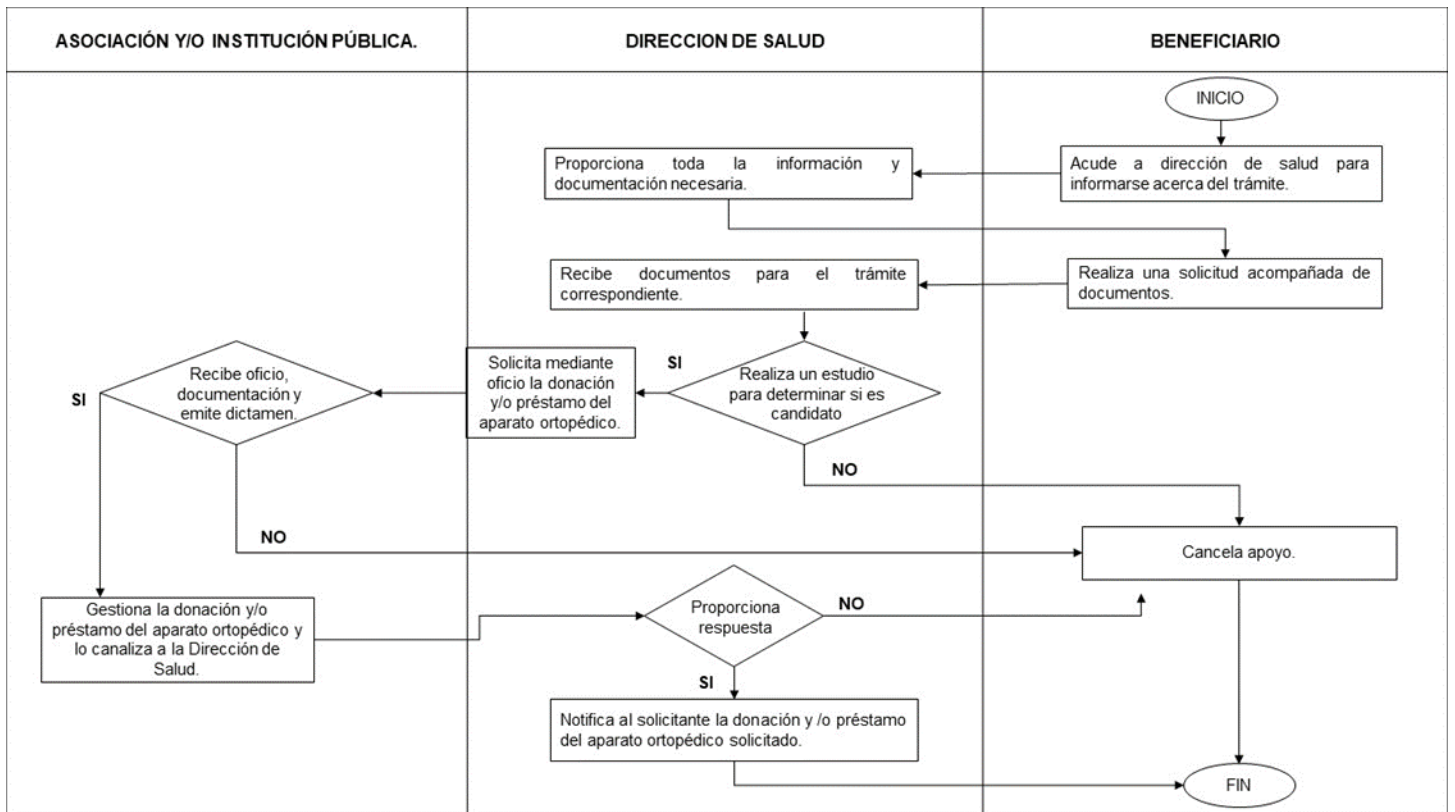 ASOCIACIÓN Y/O INSTITUCIÓN PÚBLICA.
DIRECCION DE SALUD
BENEFICIARIO
INICIO
Acude a dirección de salud para
informarse acerca del trámite.
Proporciona toda la información y
documentación necesaria.
Realiza una solicitud acompañada de
documentos.
Recibe documentos para el trámite
correspondiente.
Realiza un estudio
para determinar si es
candidato
SI
Solicita mediante
oficio la donación
y/o préstamo del
aparato ortopédico.
Recibe oficio,
documentación y
emite dictamen.
SI
NO
NO
Cancela apoyo.
Gestiona la donación y/o
préstamo del aparato ortopédico y
lo canaliza a la Dirección de
Salud.
Proporciona
respuesta
NO
SI
Notifica al solicitante la donación y /o préstamo
del aparato ortopédico solicitado.
FIN